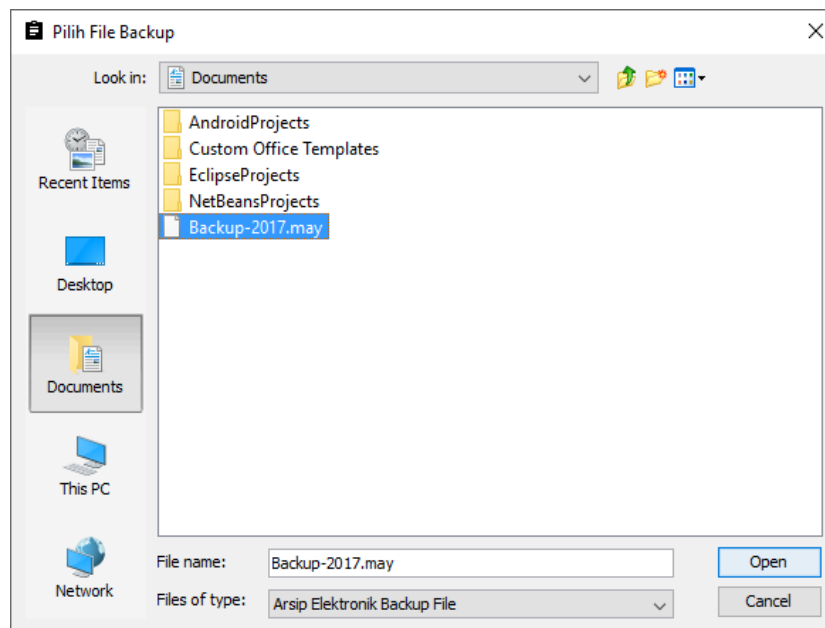 Pilih File Backup
Look in:
Documents
Recent Items
Desktop
Documents
This PC
Network
AndroidProjects
Custom Office Templates
EclipseProjects
NetBeansProjects
Backup-2017.may
File name:
Backup-2017.may
Open
Files of type:
Arsip Elektronik Backup File
Cancel